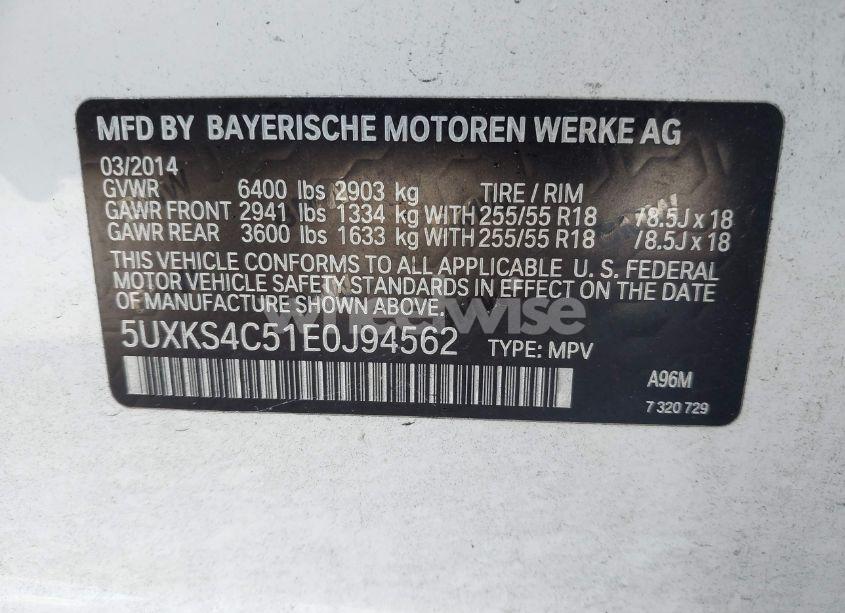 MFD BY BAYERISCHE MOTOREN WERKE AG
03/2014
GVWR 6400 lbs 2903 kg TIRE / RIM
GAWR FRONT 2941 lbs 1334 kg WITH 255/55 R18 /8.5J x 18
GAWR REAR 3600 lbs 1633 kg WITH 255/55 R18 /8.5J x 18
THIS VEHICLE CONFORMS TO ALL APPLICABLE U. S. FEDERAL
MOTOR VEHICLE SAFETY STANDARDS IN EFFECT ON THE DATE
OF MANUFACTURE SHOWN ABOVE.
wheelwise
5UXKS4C51E0J94562 TYPE: MPV
A96M
7 320 729